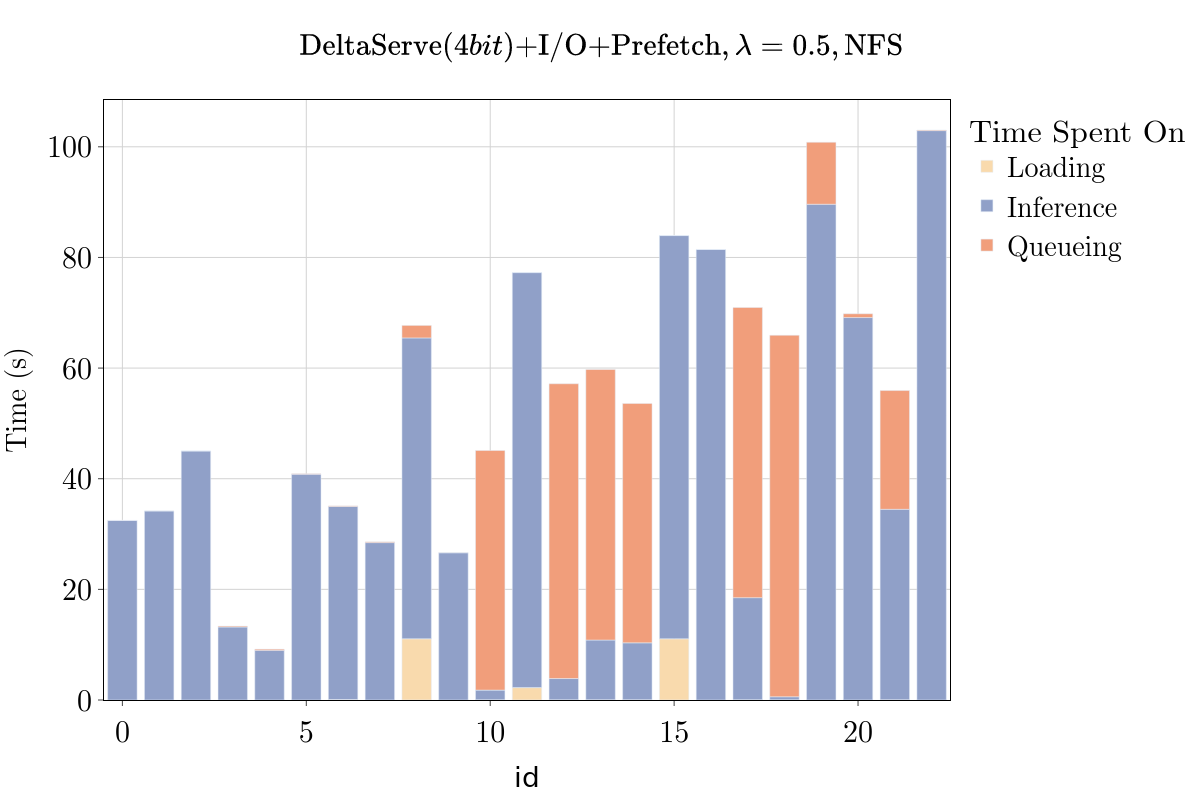 DeltaServe(4bit)+I/O+Prefetch, λ = 0.5, NFS
Time Spent On
Loading
Inference
Queueing
100
80
60
40
20
0
Time (s)
0 5 10 15 20
id